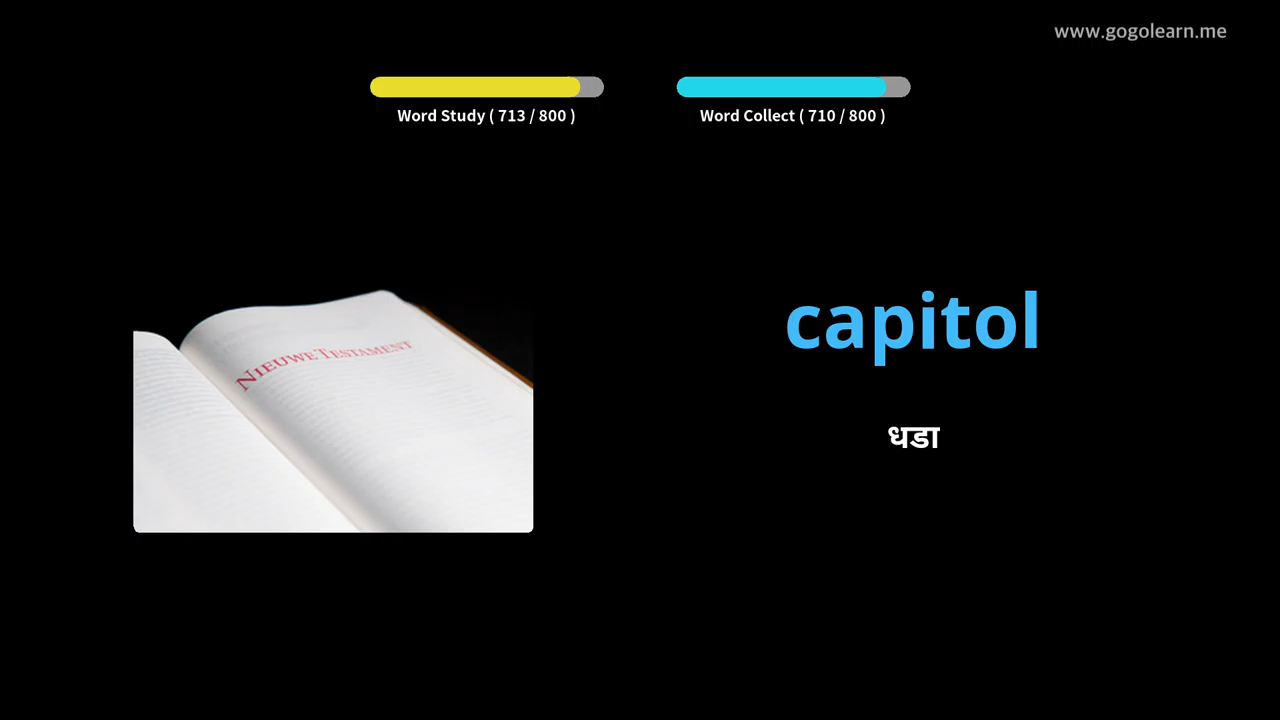 www.gogolearn.me
Word Study ( 713 / 800 )
Word Collect ( 710 / 800 )
NIEUWE TESTAMENT
capitol
धडा